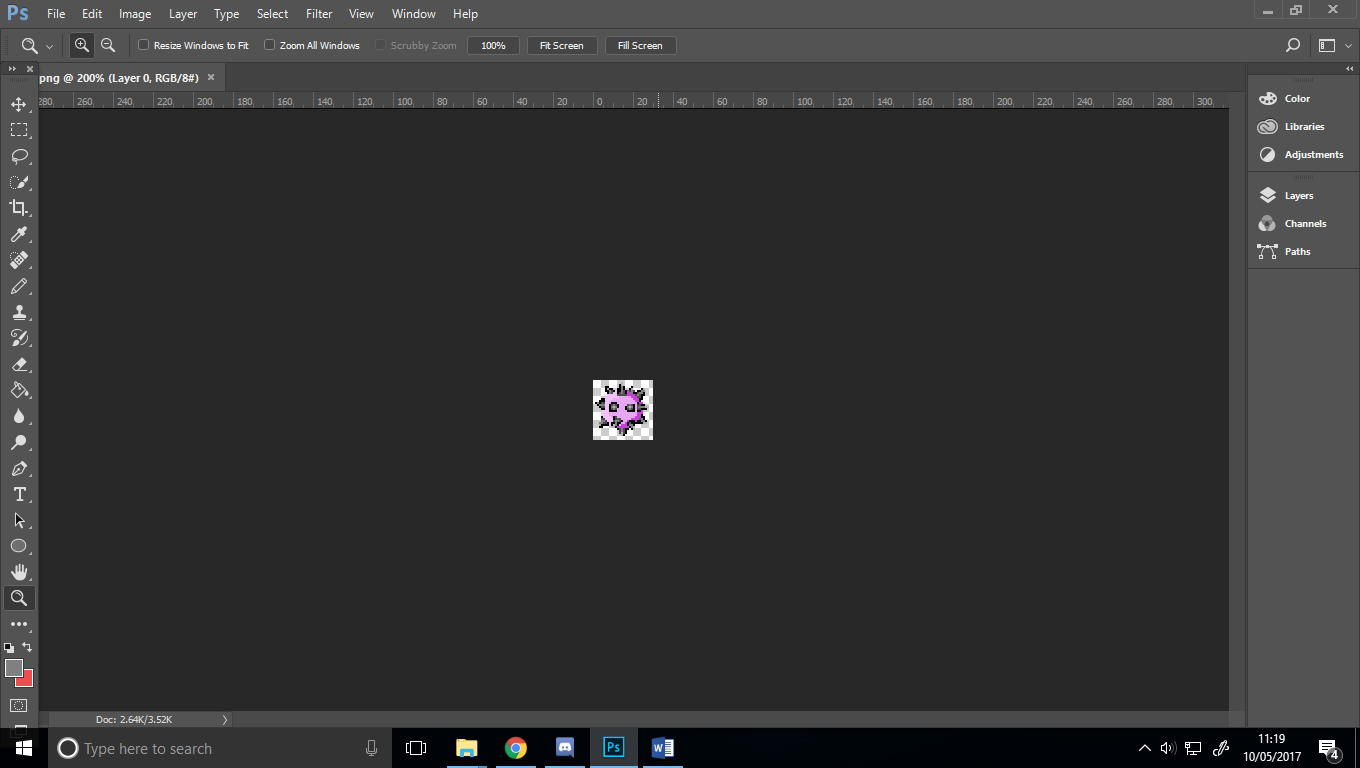 Ps File Edit Image Layer Type Select Filter View Window Help
Resize Windows to Fit Zoom All Windows Scrubby Zoom 100% Fit Screen Fill Screen
png @ 200% (Layer 0, RGB/8#) ×
280 260 240 220 200 180 160 140 120 100 80 60 40 20 0 20 40 60 80 100 120 140 160 180 200 220 240 260 280 300
Color
Libraries
Adjustments
Layers
Channels
Paths
T
Doc: 2.64K/3.52K
Type here to search
Ps
W
11:19
10/05/2017
4